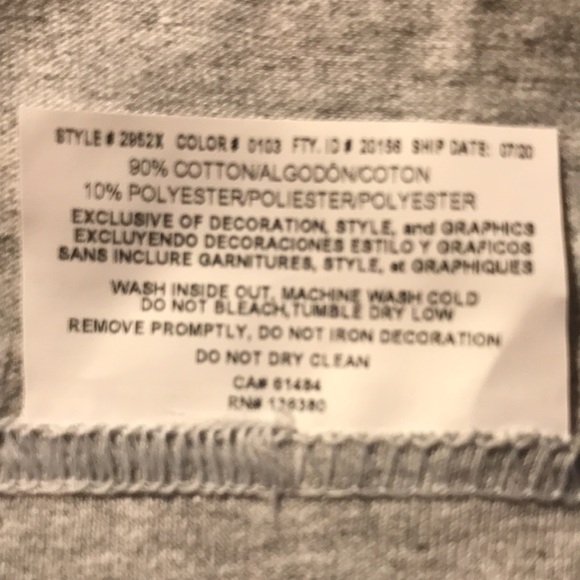 STYLE # 2952X COLOR # 0103 FTY. ID # 20156 SHIP DATE: 07/20
90% COTTON/ALGODÓN/COTON
10% POLYESTER/POLIESTER/POLYESTER
EXCLUSIVE OF DECORATION, STYLE, and GRAPHICS
EXCLUYENDO DECORACIONES ESTILO Y GRAFICOS
SANS INCLURE GARNITURES, STYLE, et GRAPHIQUES
WASH INSIDE OUT, MACHINE WASH COLD
DO NOT BLEACH,TUMBLE DRY LOW
REMOVE PROMPTLY, DO NOT IRON DECORATION
DO NOT DRY CLEAN
CA# 61484
RN# 136380